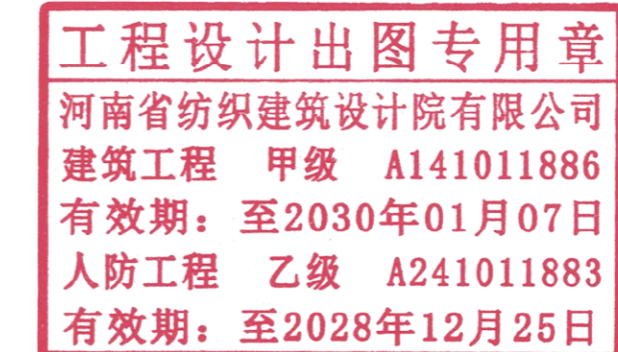 工程设计出图专用章
河南省纺织建筑设计院有限公司
建筑工程 甲级 A141011886
有效期：至2030年01月07日
人防工程 乙级 A241011883
有效期：至2028年12月25日